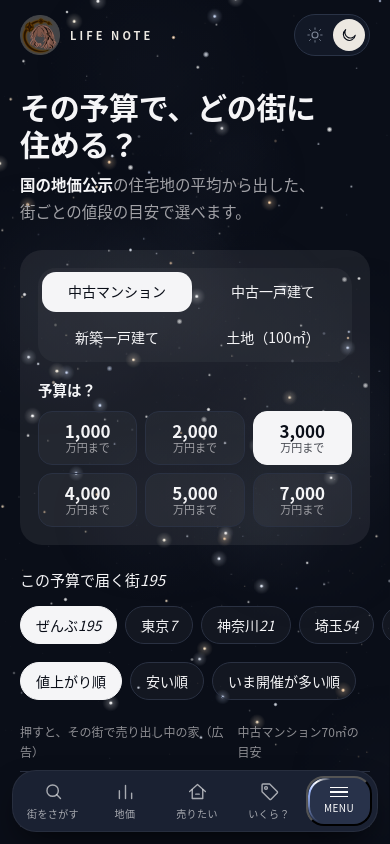 LIFE NOTE
その予算で、どの街に
住める？
国の地価公示の住宅地の平均から出した、
街ごとの値段の目安で選べます。
中古マンション
中古一戸建て
新築一戸建て
土地（100㎡）
予算は？
1,000
万円まで
2,000
万円まで
3,000
万円まで
4,000
万円まで
5,000
万円まで
7,000
万円まで
この予算で届く街195
ぜんぶ195
東京7
神奈川21
埼玉54
値上がり順
安い順
いま開催が多い順
押すと、その街で売り出し中の家（広
告）
中古マンション70㎡の
目安
街をさがす
地価
売りたい
いくら？
MENU